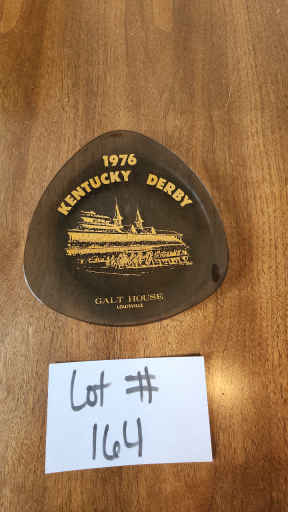 1976
KENTUCKY DERBY
GALT HOUSE
LOUISVILLE
Lot #
164